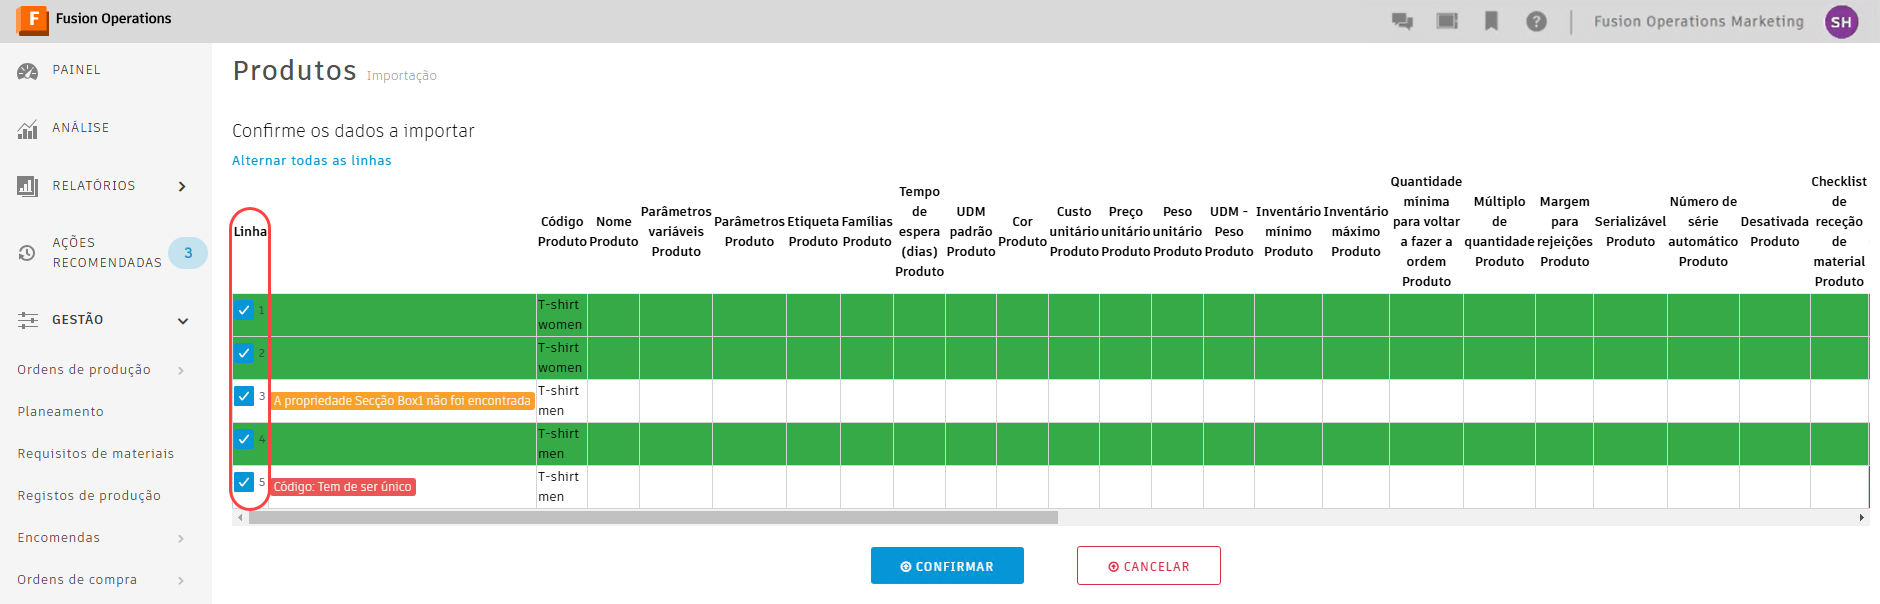 F Fusion Operations
Fusion Operations Marketing SH
PAINEL
ANÁLISE
RELATÓRIOS
AÇÕES
RECOMENDADAS 3
GESTÃO
Ordens de produção
Planeamento
Requisitos de materiais
Registos de produção
Encomendas
Ordens de compra
Produtos Importação
Confirme os dados a importar
Alternar todas as linhas
Linha
Código
Produto
Nome
Produto
Parâmetros
variáveis
Produto
Parâmetros
Produto
Etiqueta
Produto
Famílias
Produto
Tempo
de
espera
(dias)
Produto
UDM
padrão
Produto
Cor
Produto
Custo
unitário
Produto
Preço
unitário
Produto
Peso
unitário
Produto
UDM -
Peso
Produto
Inventário
mínimo
Produto
Inventário
máximo
Produto
Quantidade
mínima
para voltar
a fazer a
ordem
Produto
Múltiplo
de
quantidade
Produto
Margem
para
rejeições
Produto
Serializável
Produto
Número de
série
automático
Produto
Desativada
Produto
Checklist
de
receção
de
material
Produto
1 T-shirt
women
2 T-shirt
women
3 A propriedade Secção Box1 não foi encontrada T-shirt
men
4 T-shirt
men
5 Código: Tem de ser único T-shirt
men
CONFIRMAR
CANCELAR